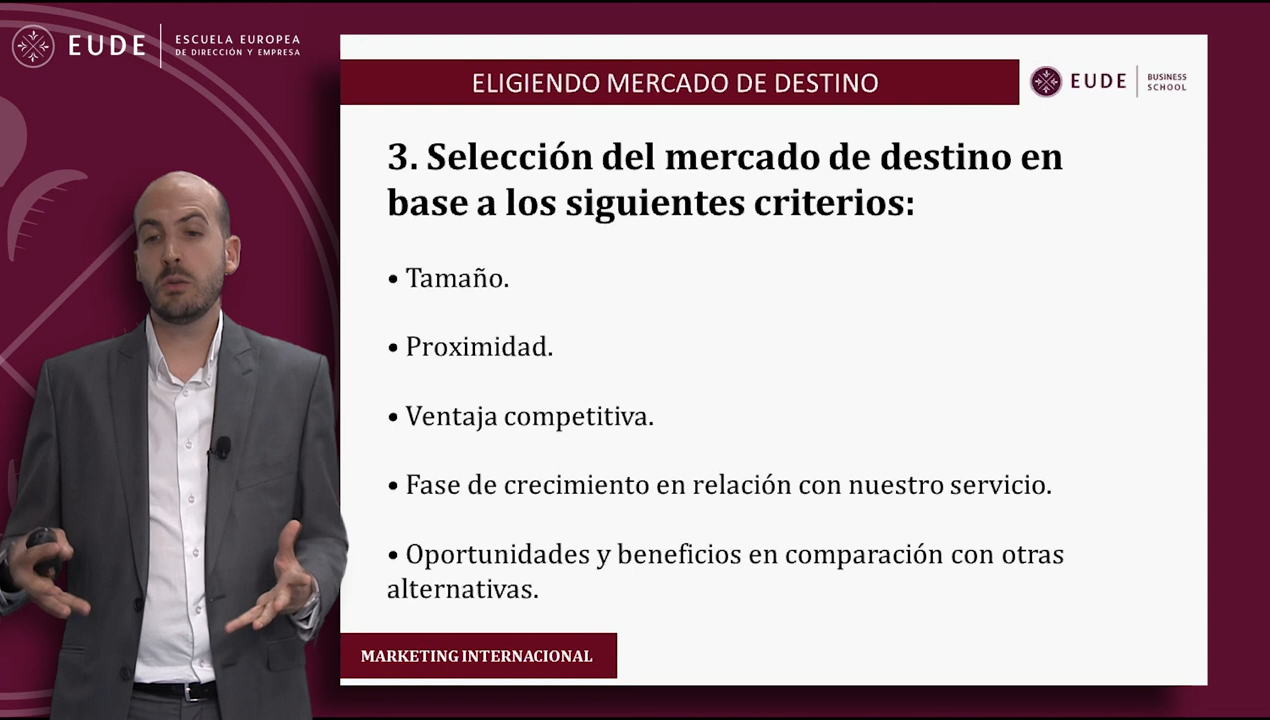 EUDE
ESCUELA EUROPEA
DE DIRECCIÓN Y EMPRESA
ELIGIENDO MERCADO DE DESTINO
EUDE
BUSINESS
SCHOOL
3. Selección del mercado de destino en
base a los siguientes criterios:
• Tamaño.
• Proximidad.
• Ventaja competitiva.
• Fase de crecimiento en relación con nuestro servicio.
• Oportunidades y beneficios en comparación con otras
alternativas.
MARKETING INTERNACIONAL